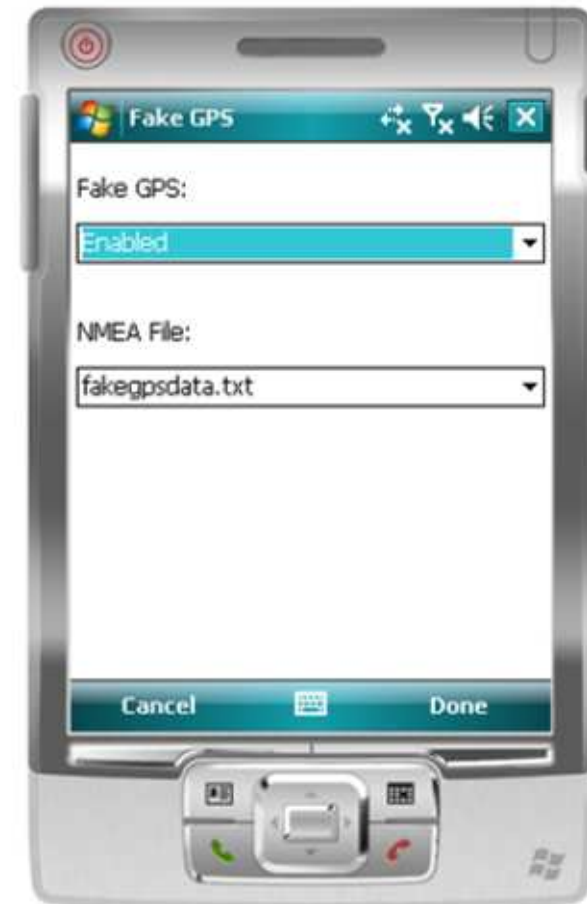 Fake GPS
Fake GPS:
Enabled
NMEA File:
fakegpsdata.txt
Cancel
Done